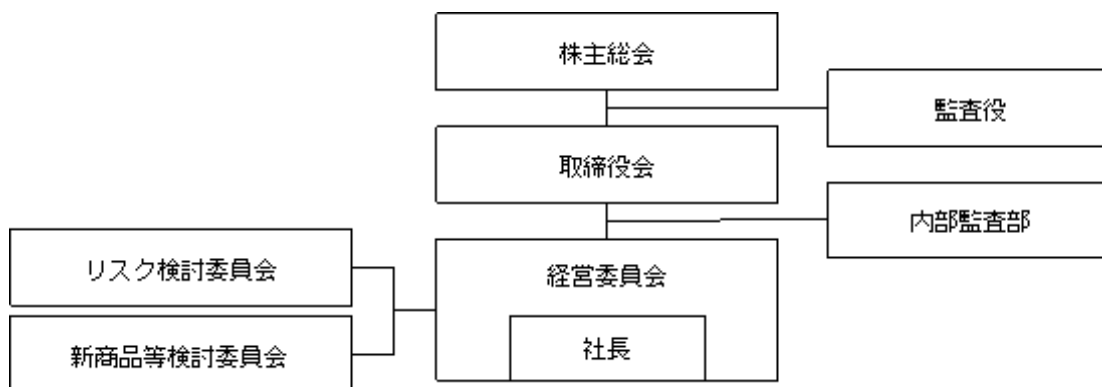 株主総会
監査役
取締役会
内部監査部
リスク検討委員会
経営委員会
新商品等検討委員会
社長